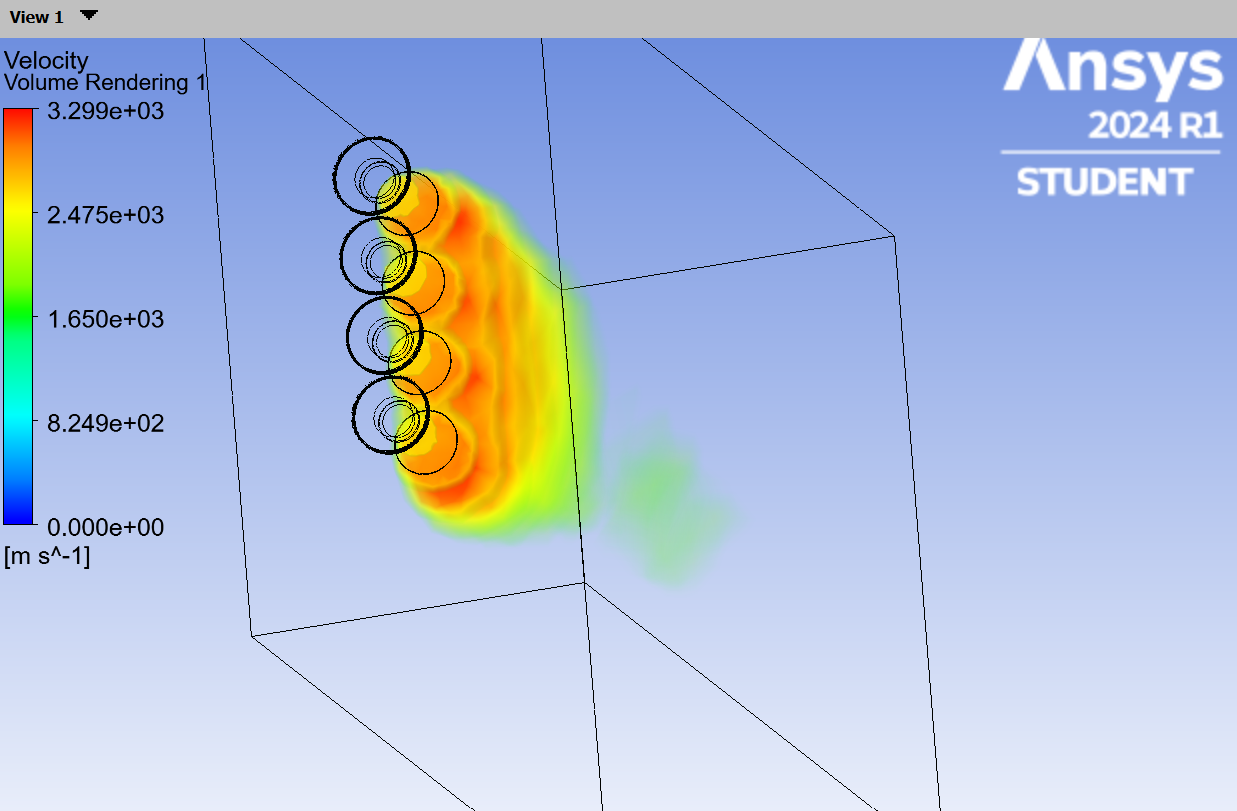 View 1
Velocity
Volume Rendering 1
3.299e+03
2.475e+03
1.650e+03
8.249e+02
0.000e+00
[m s^-1]
Ansys
2024 R1
STUDENT